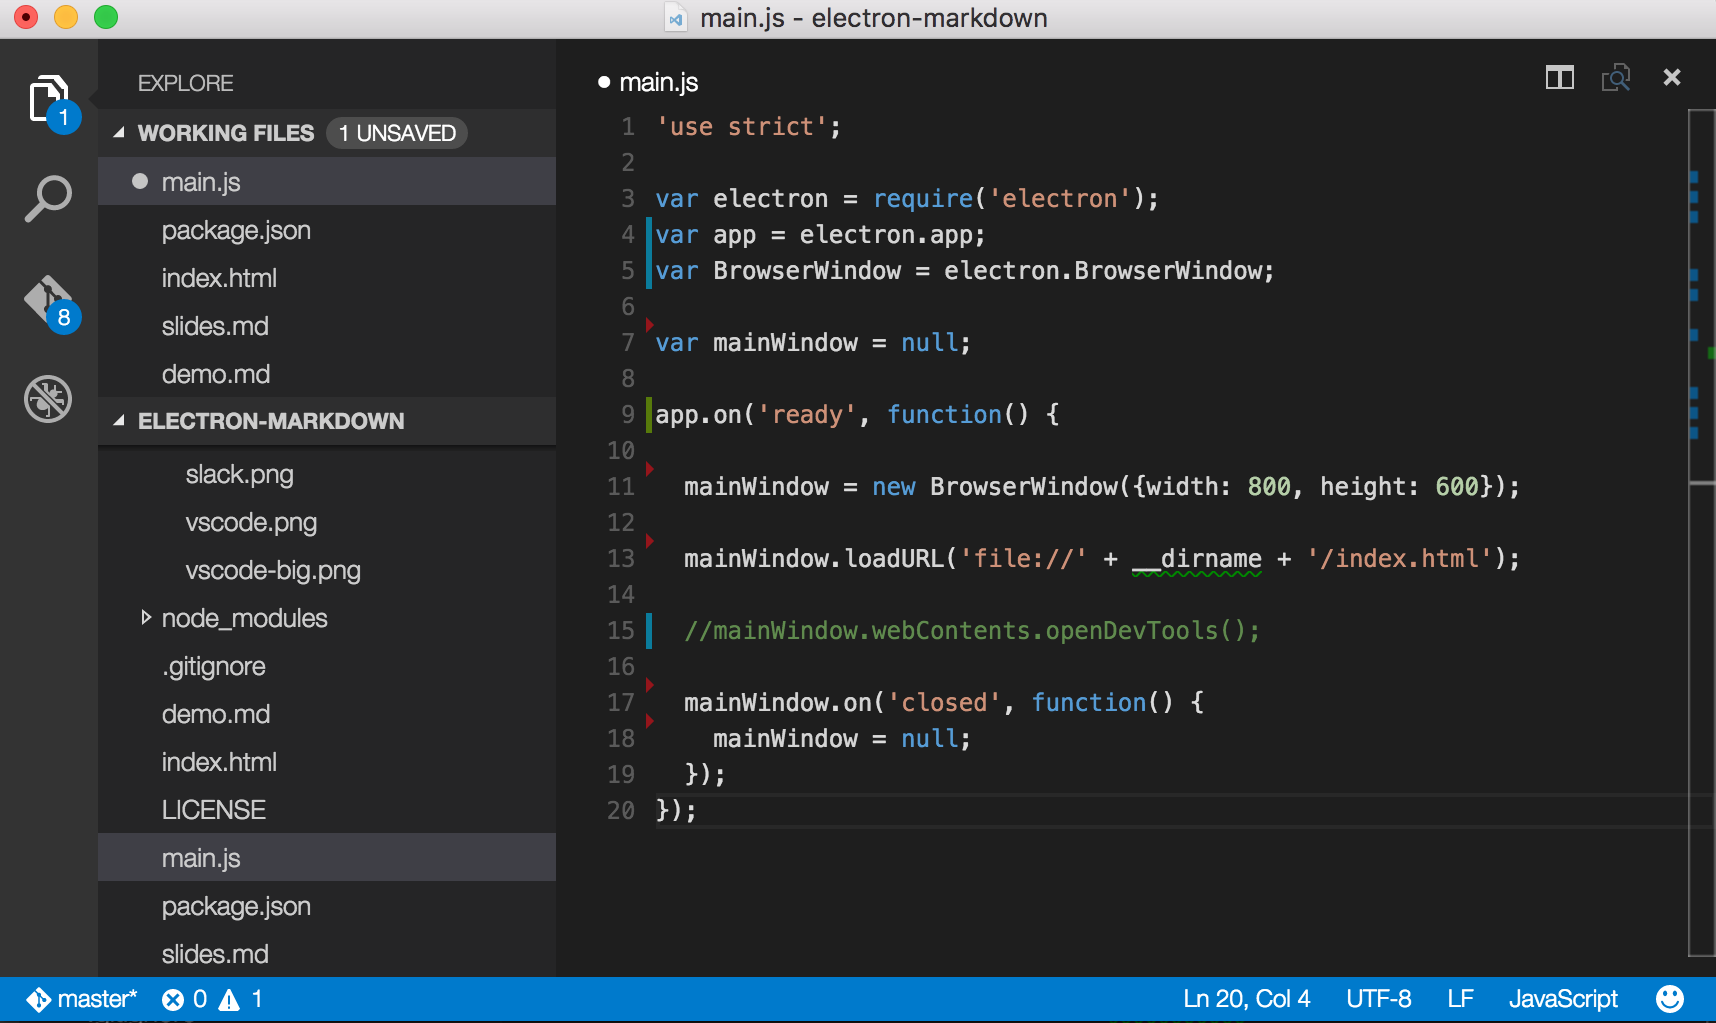 main.js - electron-markdown
EXPLORE
1
WORKING FILES 1 UNSAVED
main.js
package.json
index.html
slides.md
8
demo.md
ELECTRON-MARKDOWN
slack.png
vscode.png
vscode-big.png
node_modules
.gitignore
demo.md
index.html
LICENSE
main.js
package.json
slides.md
main.js
1 'use strict';
2
3 var electron = require('electron');
4 var app = electron.app;
5 var BrowserWindow = electron.BrowserWindow;
6
7 var mainWindow = null;
8
9 app.on('ready', function() {
10
11   mainWindow = new BrowserWindow({width: 800, height: 600});
12
13   mainWindow.loadURL('file://' + __dirname + '/index.html');
14
15   //mainWindow.webContents.openDevTools();
16
17   mainWindow.on('closed', function() {
18     mainWindow = null;
19   });
20 });
master* 0 1 Ln 20, Col 4 UTF-8 LF JavaScript